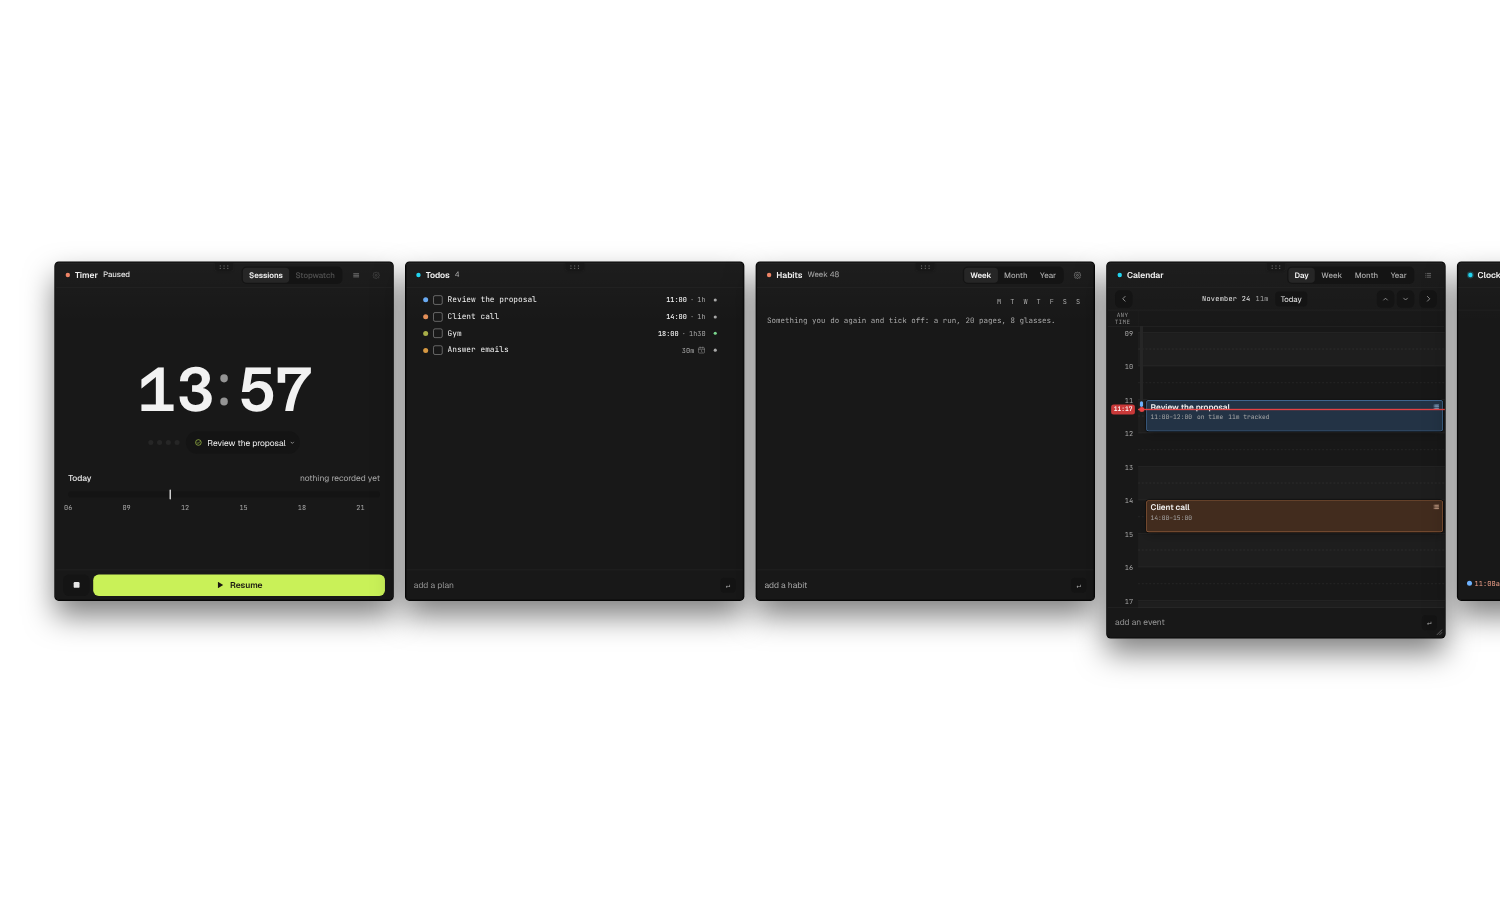 Timer Paused
Sessions Stopwatch
13:57
Review the proposal
Today nothing recorded yet
06 09 12 15 18 21
Resume
Todos 4
Review the proposal 11:00 · 1h
Client call 14:00 · 1h
Gym 18:00 · 1h30
Answer emails 30m
add a plan
Habits Week 48
Week Month Year
M T W T F S S
Something you do again and tick off: a run, 20 pages, 8 glasses.
add a habit
Calendar
Day Week Month Year
November 24 11m Today
ANY
TIME
09
10
11
11:17
Review the proposal
11:00–12:00 on time 11m tracked
12
13
14
Client call
14:00–15:00
15
16
17
add an event
Clock
11:00a